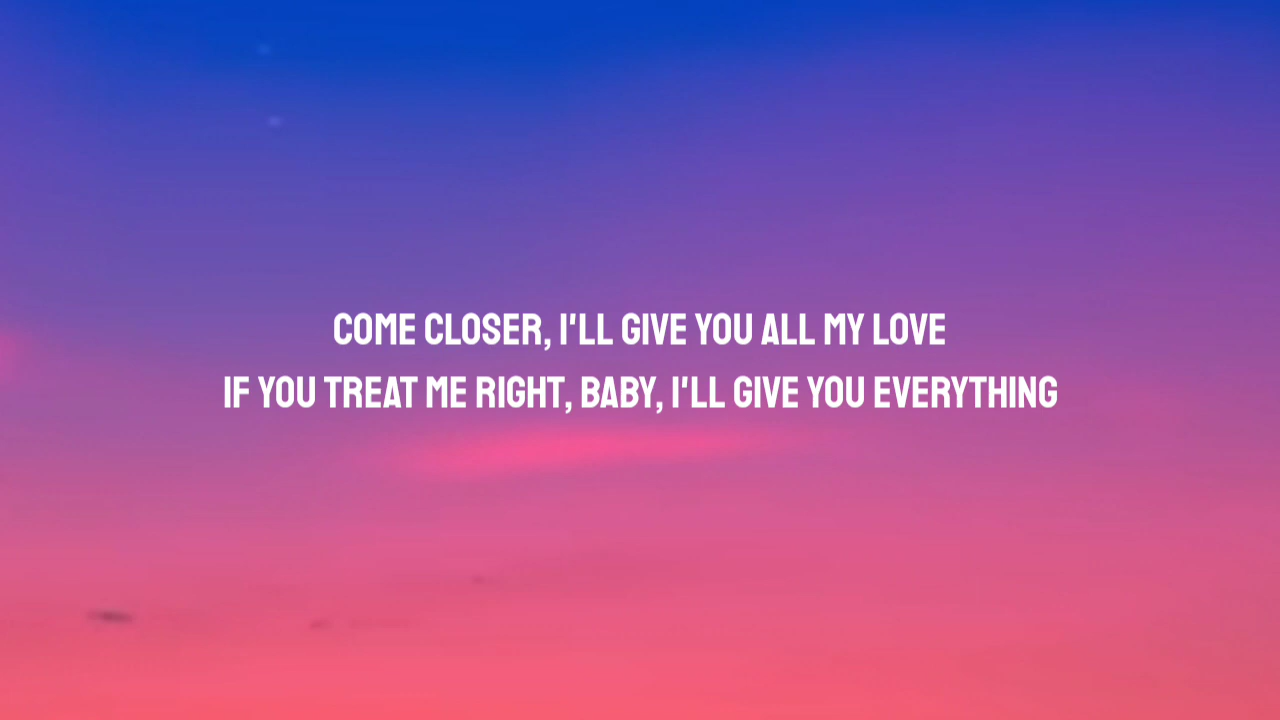 COME CLOSER, I'LL GIVE YOU ALL MY LOVE
IF YOU TREAT ME RIGHT, BABY, I'LL GIVE YOU EVERYTHING